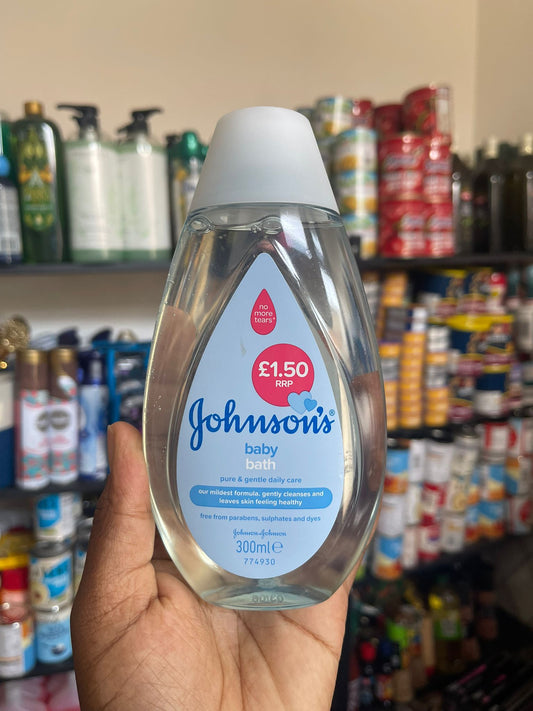 no
more
tears*
£1.50
RRP
Johnson's®
baby
bath
pure & gentle daily care
our mildest formula. gently cleanses and
leaves skin feeling healthy
free from parabens, sulphates and dyes
Johnson & Johnson
300ml℮
774930